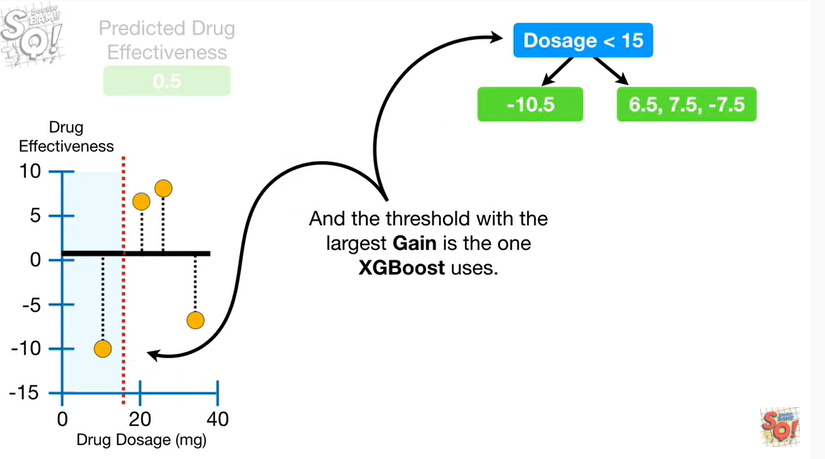 Predicted Drug
Effectiveness
0.5
Dosage < 15
-10.5
6.5, 7.5, -7.5
Drug
Effectiveness
10
5
0
-5
-10
-15
0
20
40
Drug Dosage (mg)
And the threshold with the
largest Gain is the one
XGBoost uses.
SQ!